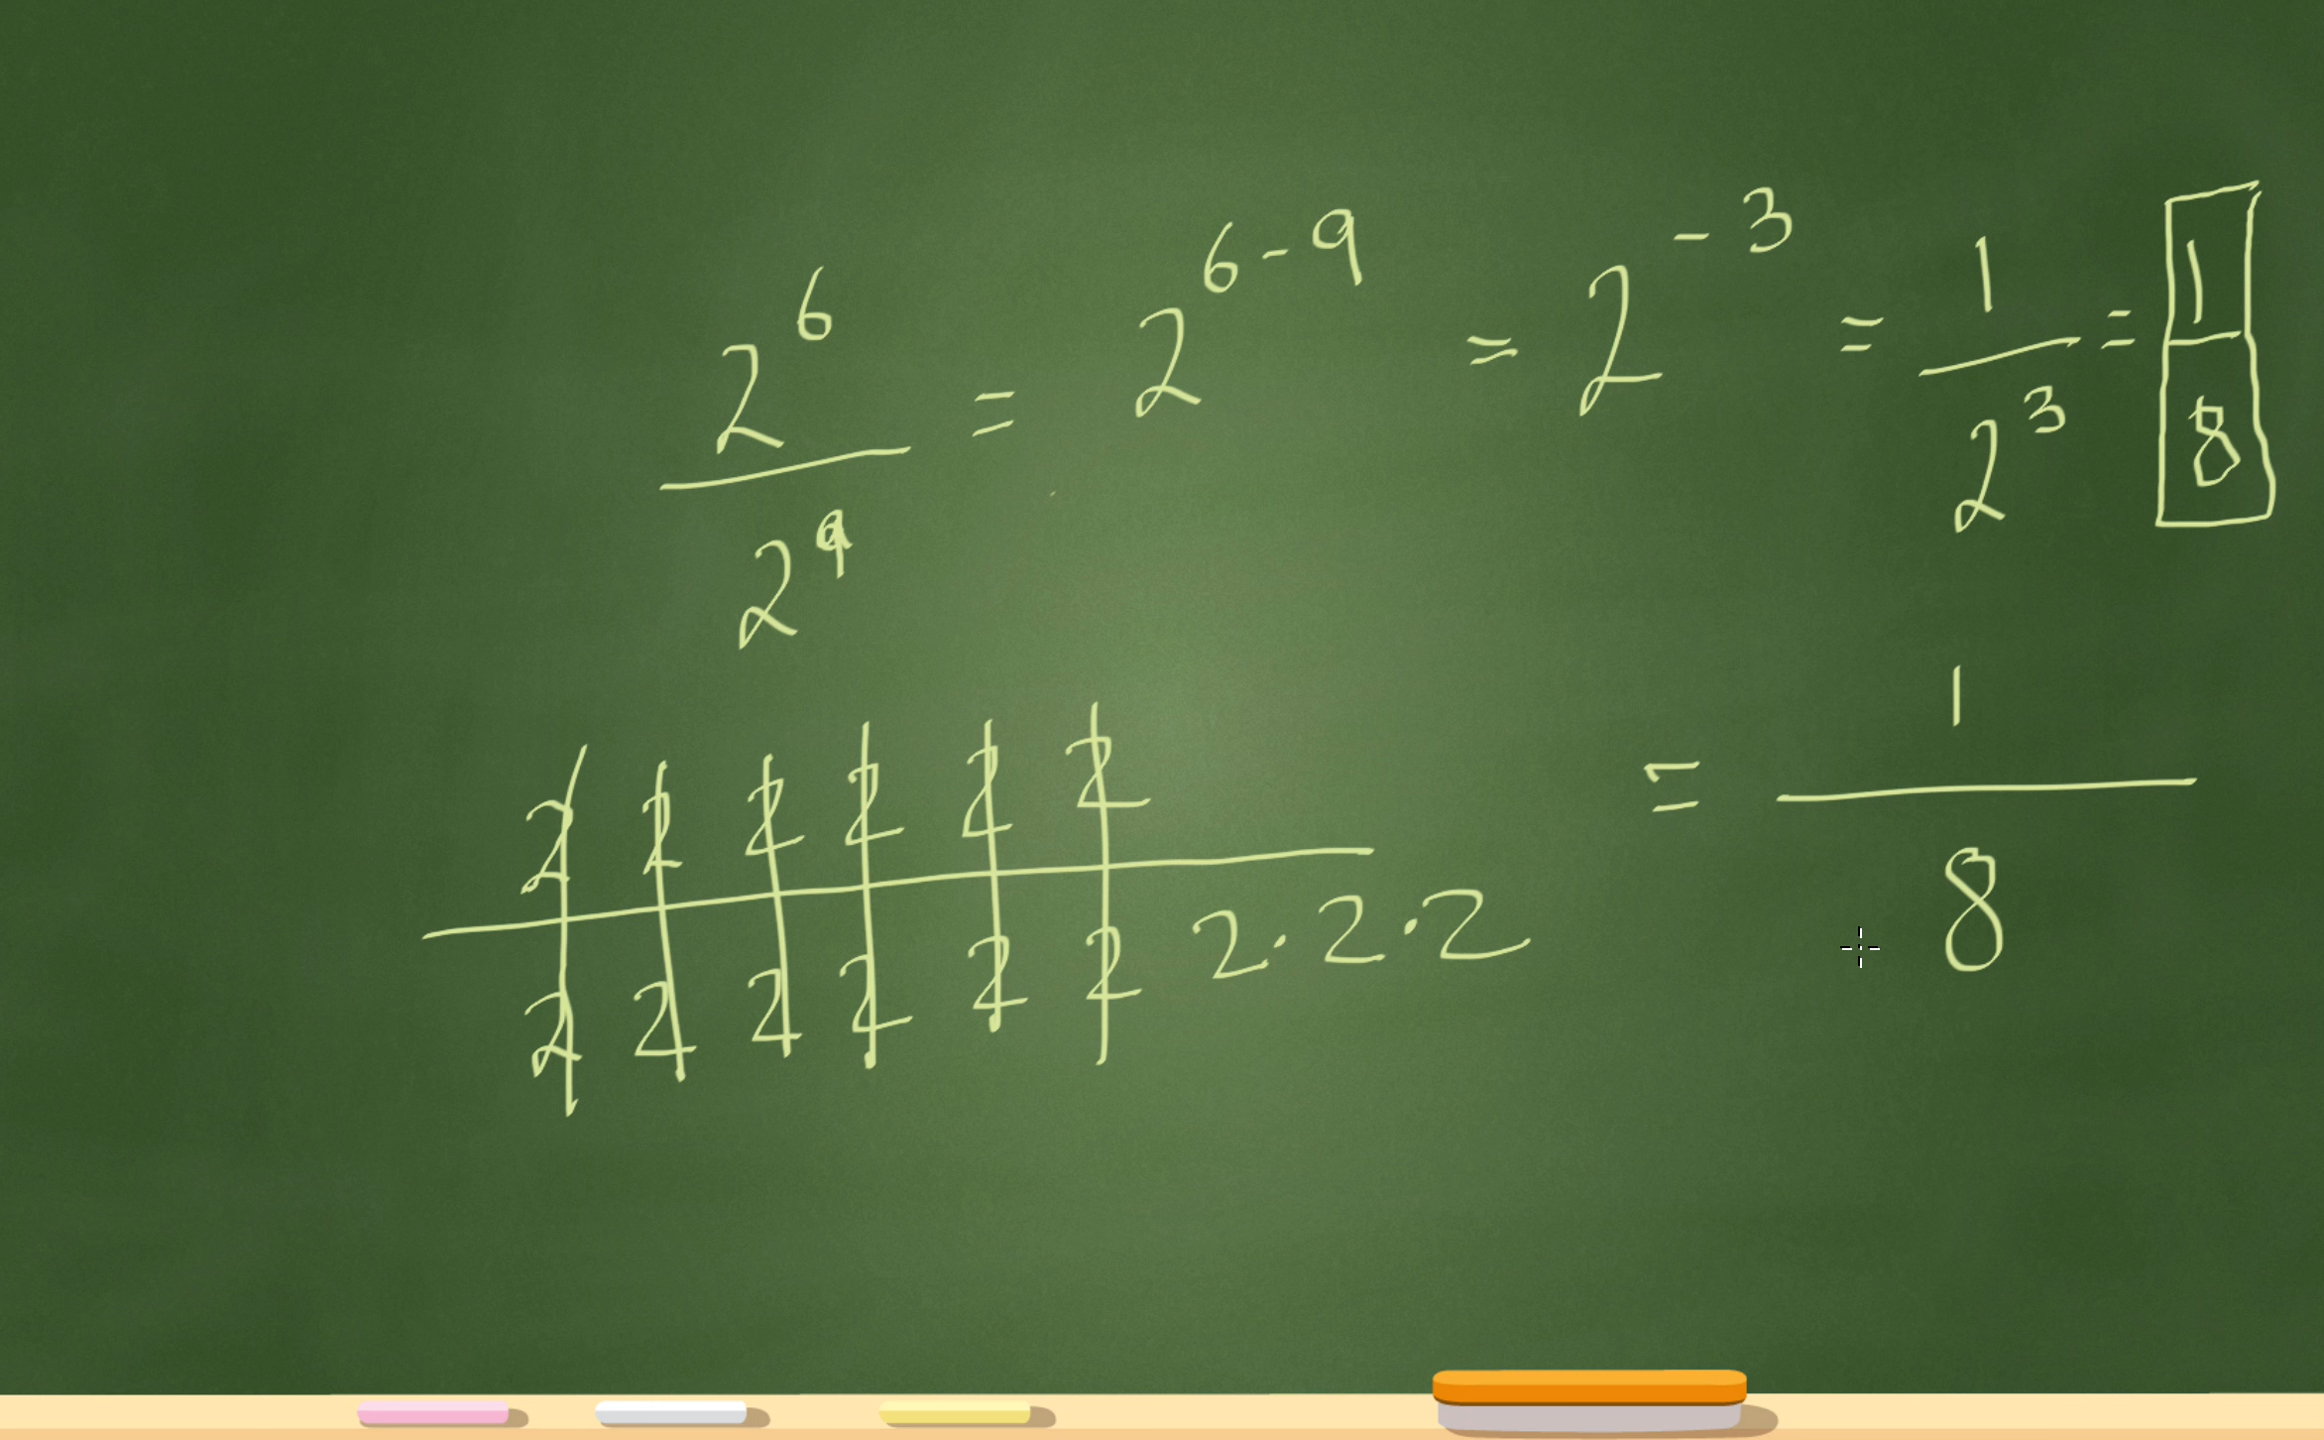 2^6 / 2^9 = 2^{6-9} = 2^{-3} = 1 / 2^3 = 1 / 8
2 2 2 2 2 2 / 2 2 2 2 2 2 2·2·2 = 1 / 8